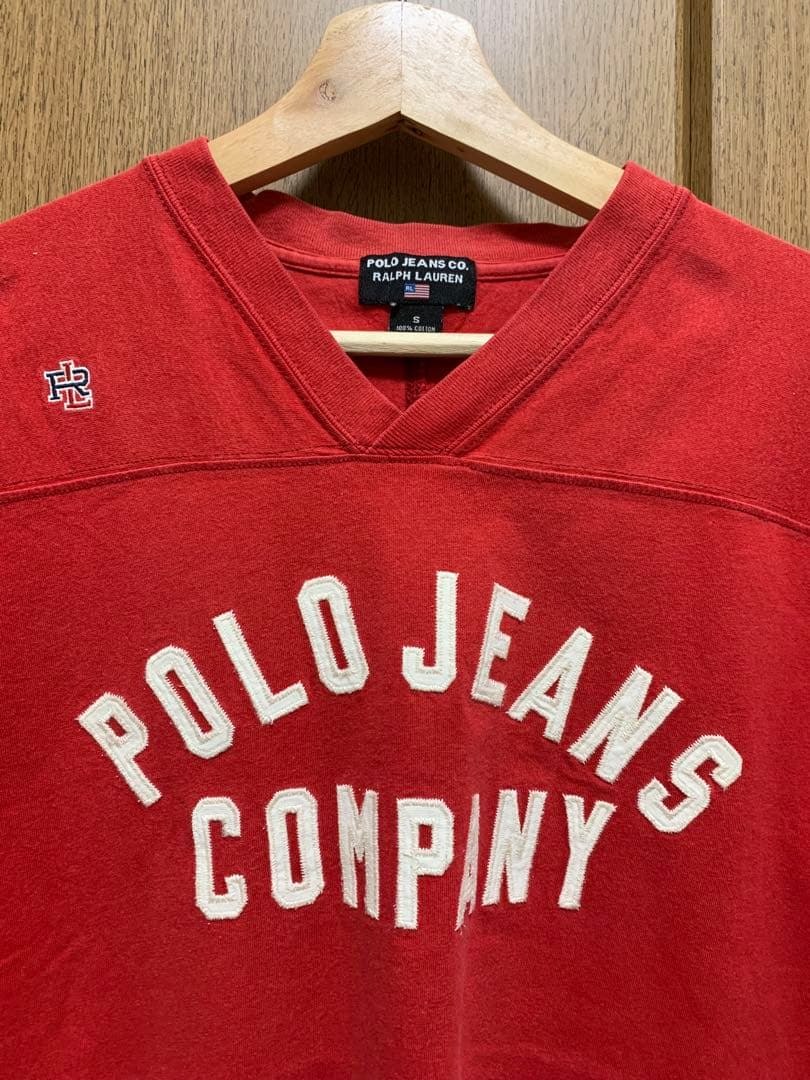 POLO JEANS CO.
RALPH LAUREN
RL
S
100% COTTON
RL
POLO JEANS
COMPANY